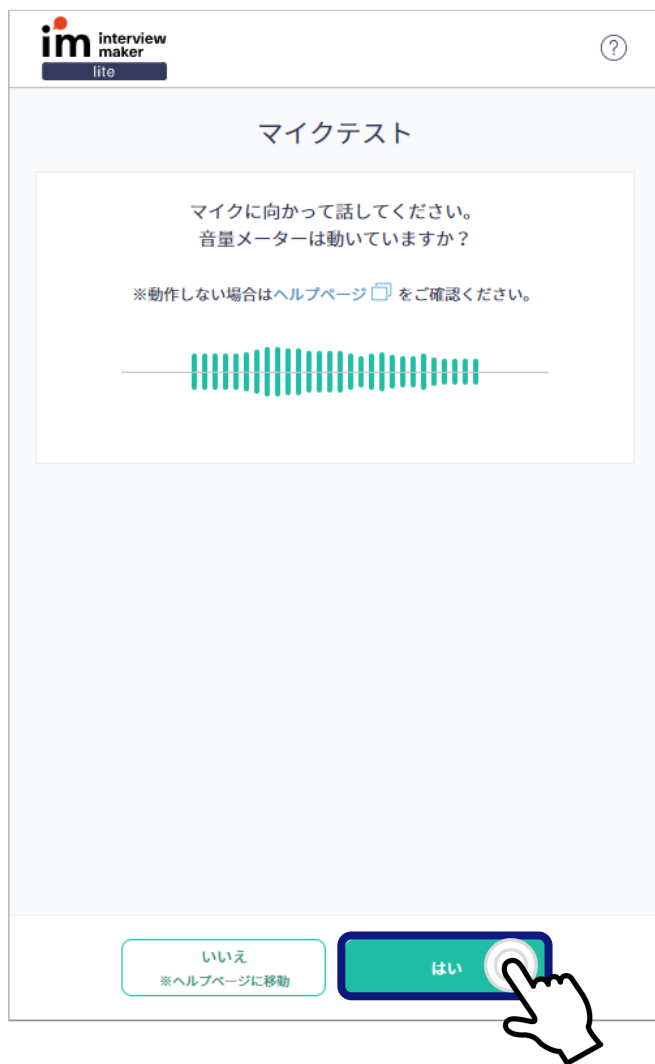 im interview maker
lite
?
マイクテスト
マイクに向かって話してください。
音量メーターは動いていますか？
※動作しない場合はヘルプページ をご確認ください。
いいえ
※ヘルプページに移動
はい